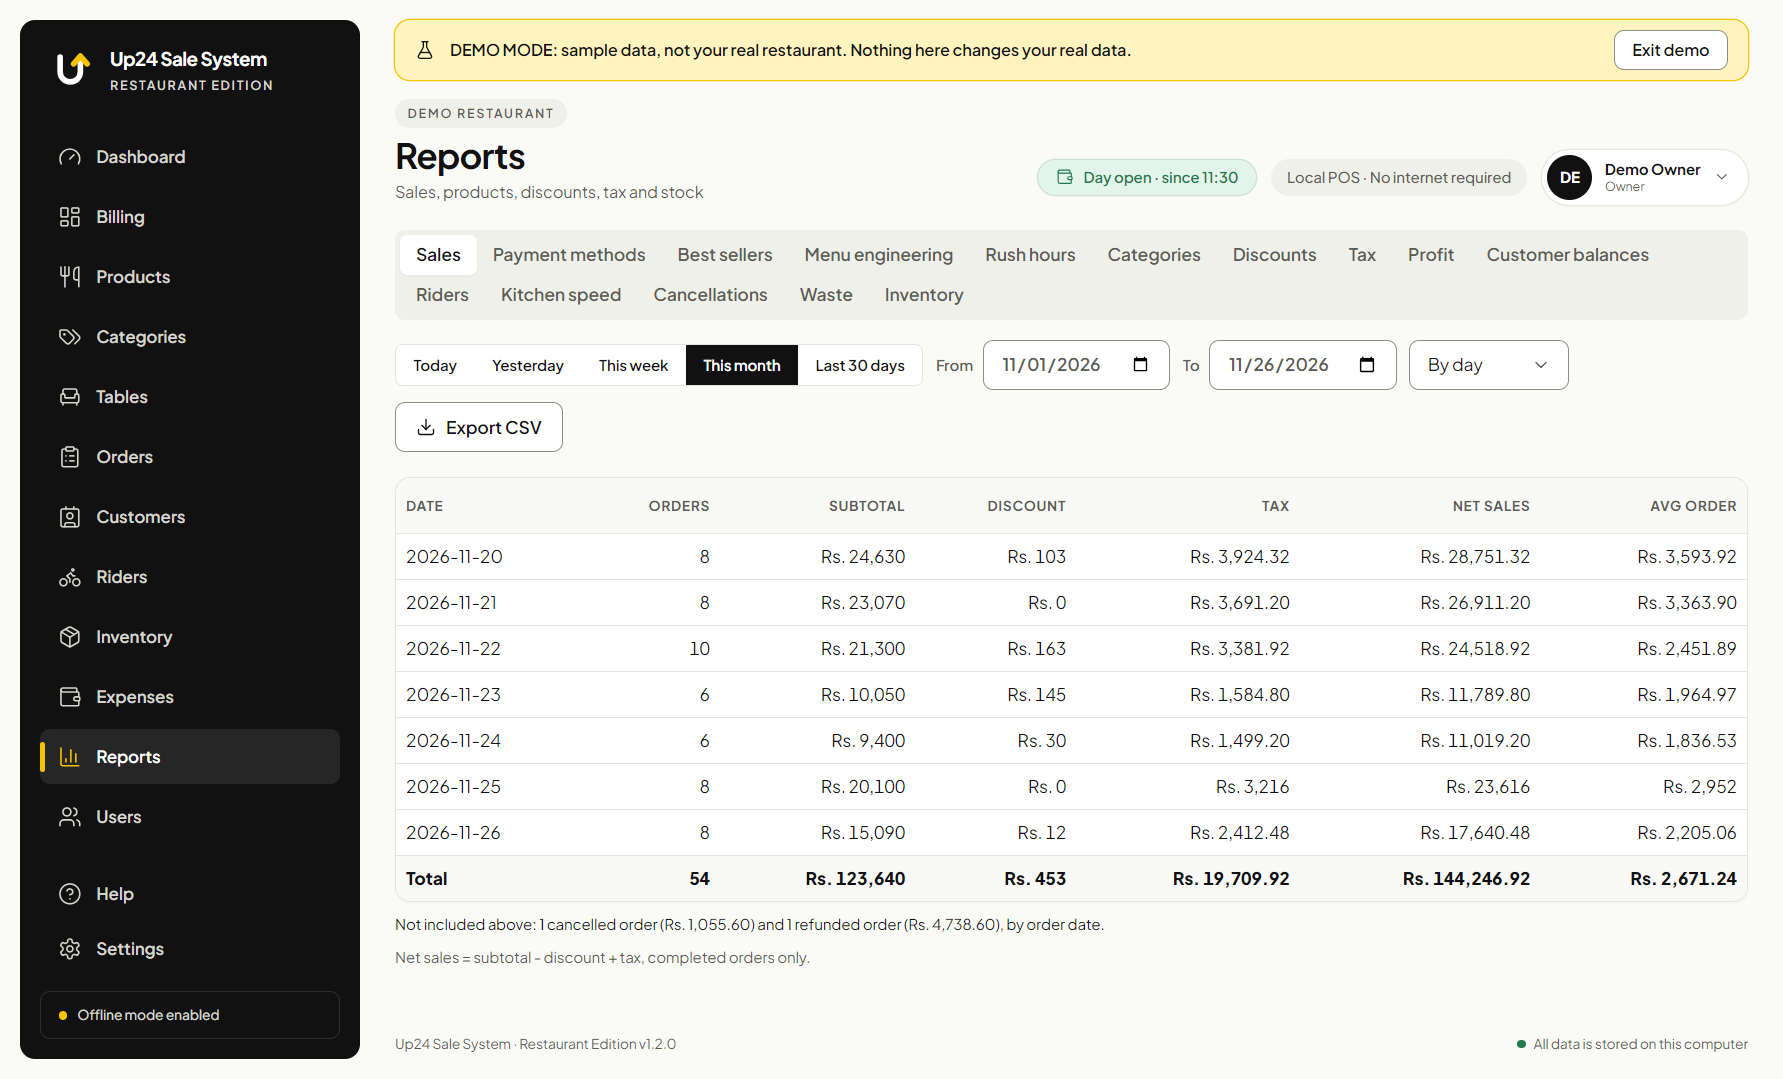 Up24 Sale System
RESTAURANT EDITION
Dashboard
Billing
Products
Categories
Tables
Orders
Customers
Riders
Inventory
Expenses
Reports
Users
Help
Settings
Offline mode enabled
DEMO MODE: sample data, not your real restaurant. Nothing here changes your real data.
Exit demo
DEMO RESTAURANT
Reports
Sales, products, discounts, tax and stock
Day open · since 11:30
Local POS · No internet required
DE
Demo Owner
Owner
Sales Payment methods Best sellers Menu engineering Rush hours Categories Discounts Tax Profit Customer balances
Riders Kitchen speed Cancellations Waste Inventory
Today Yesterday This week This month Last 30 days From 11/01/2026 To 11/26/2026 By day
Export CSV
DATE ORDERS SUBTOTAL DISCOUNT TAX NET SALES AVG ORDER
2026-11-20 8 Rs. 24,630 Rs. 103 Rs. 3,924.32 Rs. 28,751.32 Rs. 3,593.92
2026-11-21 8 Rs. 23,070 Rs. 0 Rs. 3,691.20 Rs. 26,911.20 Rs. 3,363.90
2026-11-22 10 Rs. 21,300 Rs. 163 Rs. 3,381.92 Rs. 24,518.92 Rs. 2,451.89
2026-11-23 6 Rs. 10,050 Rs. 145 Rs. 1,584.80 Rs. 11,789.80 Rs. 1,964.97
2026-11-24 6 Rs. 9,400 Rs. 30 Rs. 1,499.20 Rs. 11,019.20 Rs. 1,836.53
2026-11-25 8 Rs. 20,100 Rs. 0 Rs. 3,216 Rs. 23,616 Rs. 2,952
2026-11-26 8 Rs. 15,090 Rs. 12 Rs. 2,412.48 Rs. 17,640.48 Rs. 2,205.06
Total 54 Rs. 123,640 Rs. 453 Rs. 19,709.92 Rs. 144,246.92 Rs. 2,671.24
Not included above: 1 cancelled order (Rs. 1,055.60) and 1 refunded order (Rs. 4,738.60), by order date.
Net sales = subtotal - discount + tax, completed orders only.
Up24 Sale System · Restaurant Edition v1.2.0
All data is stored on this computer